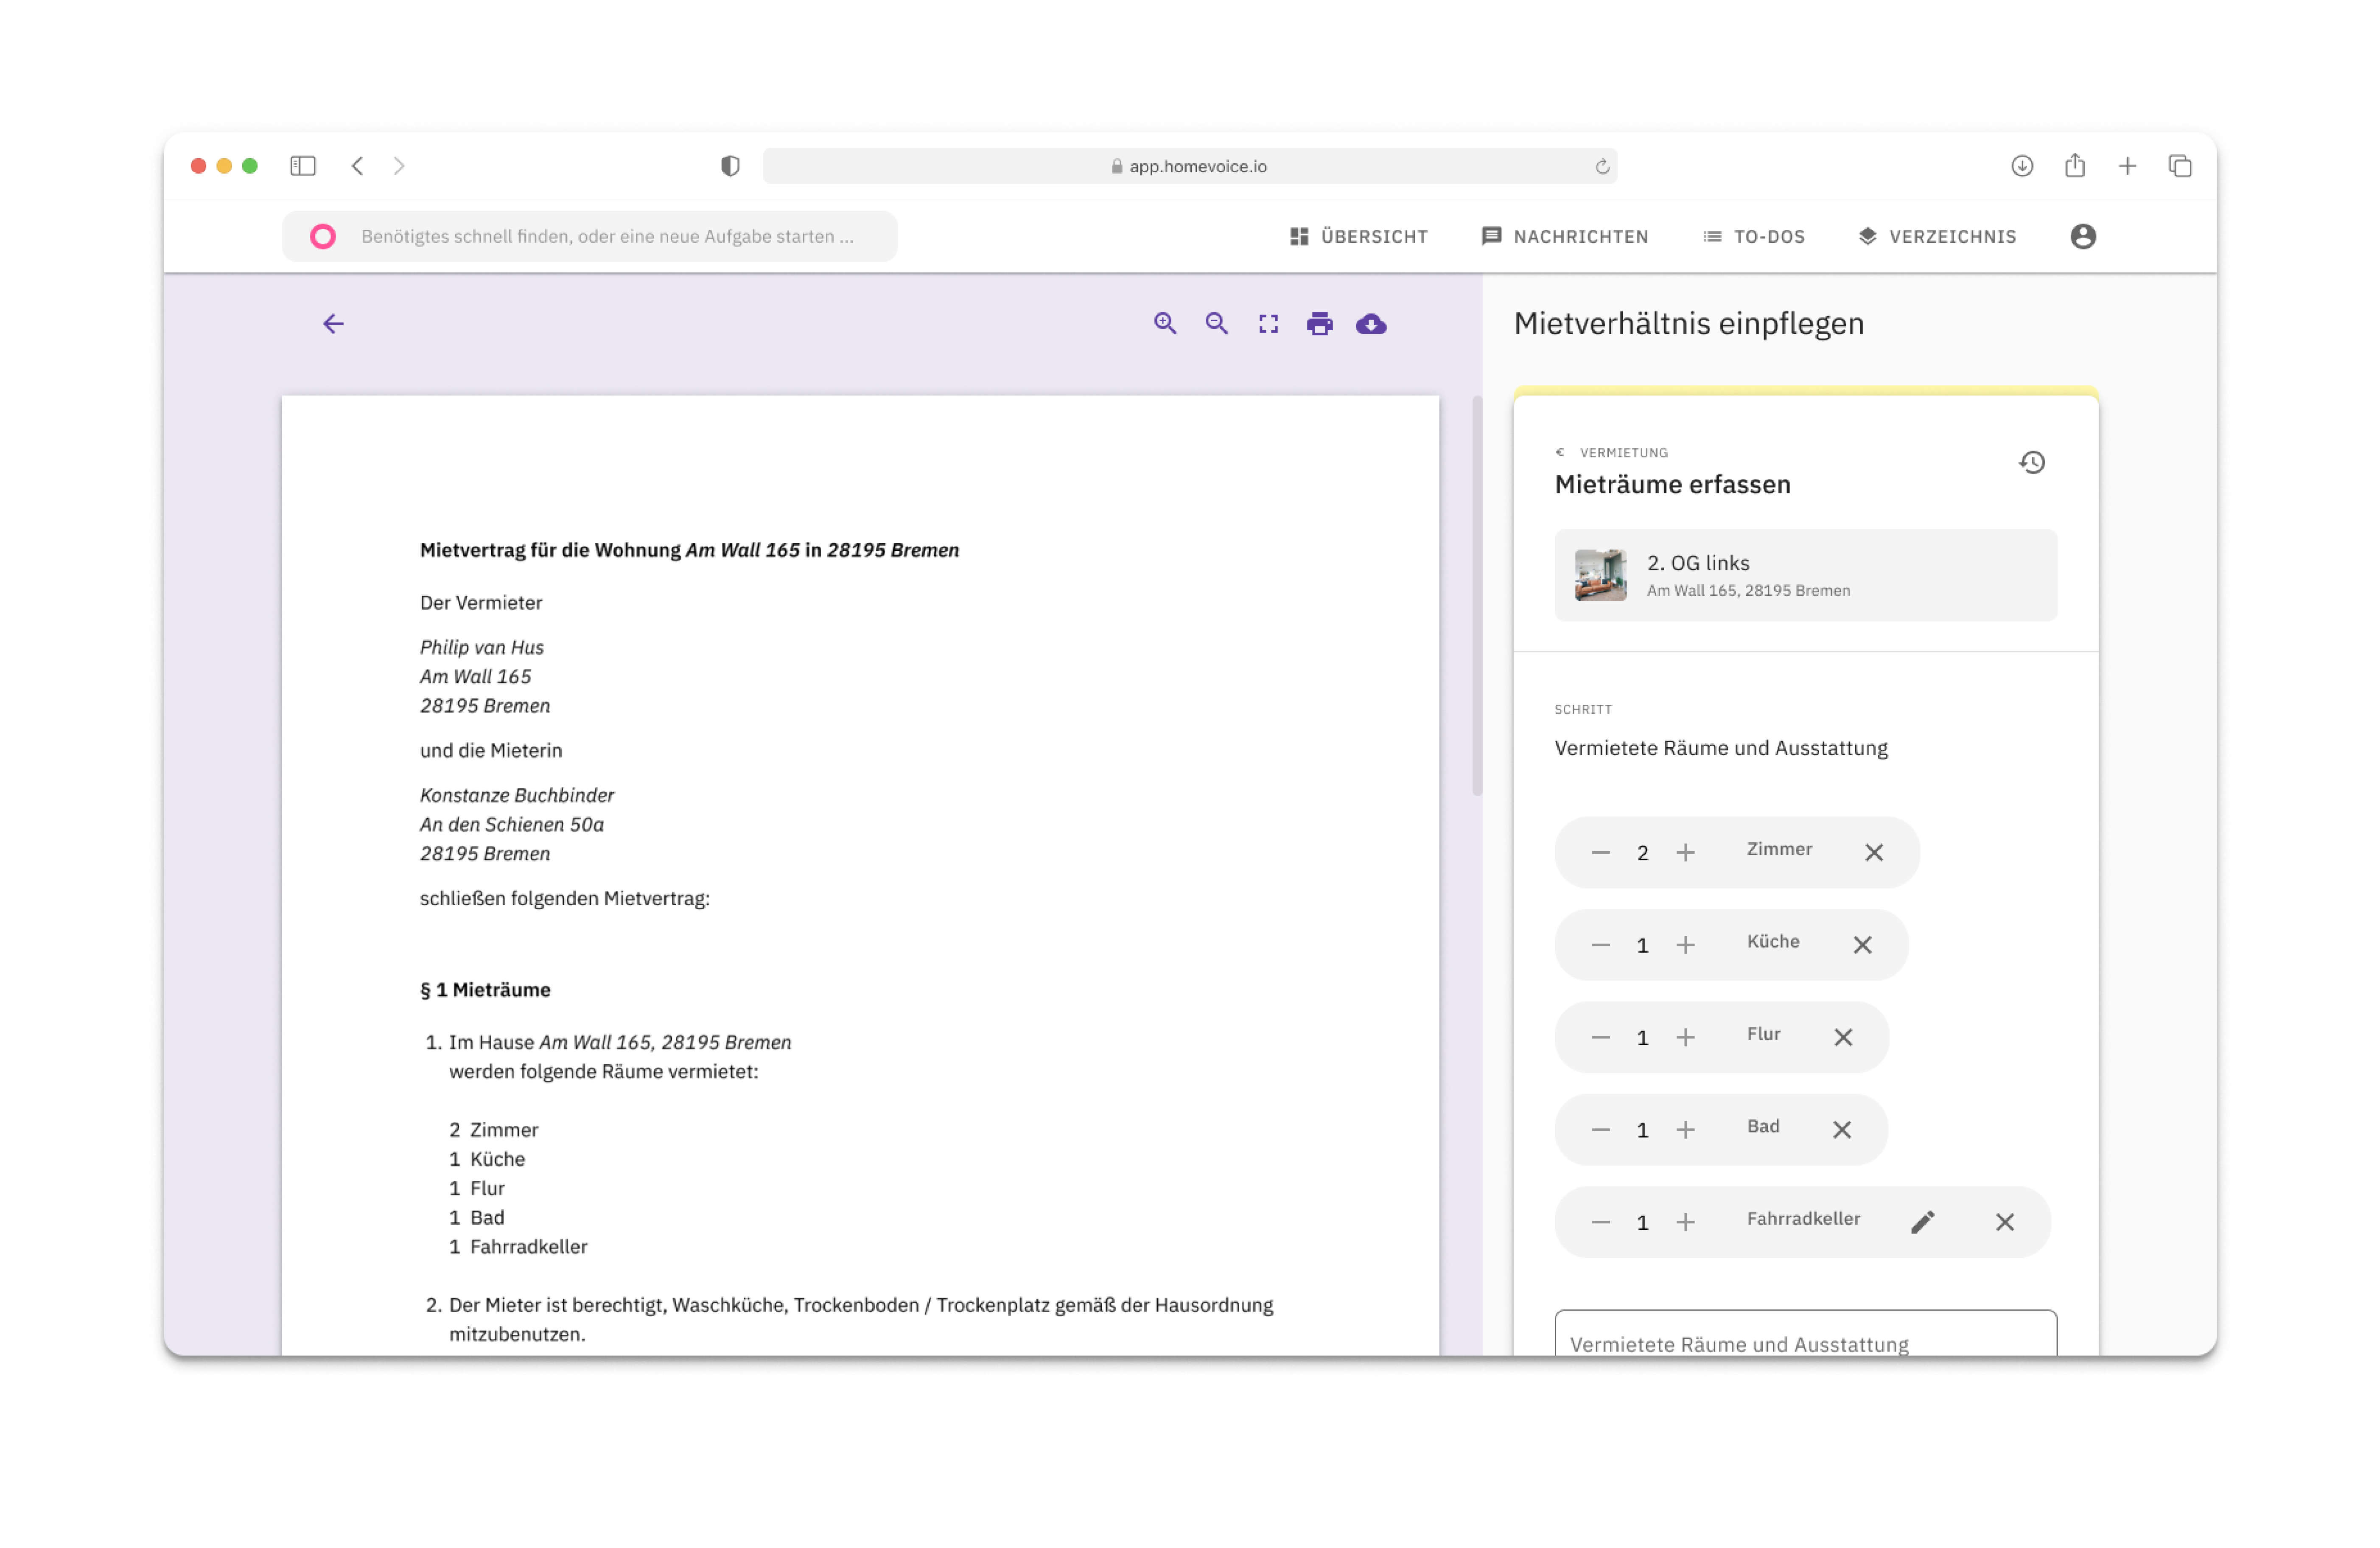 app.homevoice.io
Benötigtes schnell finden, oder eine neue Aufgabe starten ...
ÜBERSICHT
NACHRICHTEN
TO-DOS
VERZEICHNIS
Mietvertrag für die Wohnung Am Wall 165 in 28195 Bremen
Der Vermieter
Philip van Hus
Am Wall 165
28195 Bremen
und die Mieterin
Konstanze Buchbinder
An den Schienen 50a
28195 Bremen
schließen folgenden Mietvertrag:
§ 1 Mieträume
1. Im Hause Am Wall 165, 28195 Bremen
werden folgende Räume vermietet:
2 Zimmer
1 Küche
1 Flur
1 Bad
1 Fahrradkeller
2. Der Mieter ist berechtigt, Waschküche, Trockenboden / Trockenplatz gemäß der Hausordnung
mitzubenutzen.
Mietverhältnis einpflegen
€ VERMIETUNG
Mieträume erfassen
2. OG links
Am Wall 165, 28195 Bremen
SCHRITT
Vermietete Räume und Ausstattung
2 Zimmer
1 Küche
1 Flur
1 Bad
1 Fahrradkeller
Vermietete Räume und Ausstattung